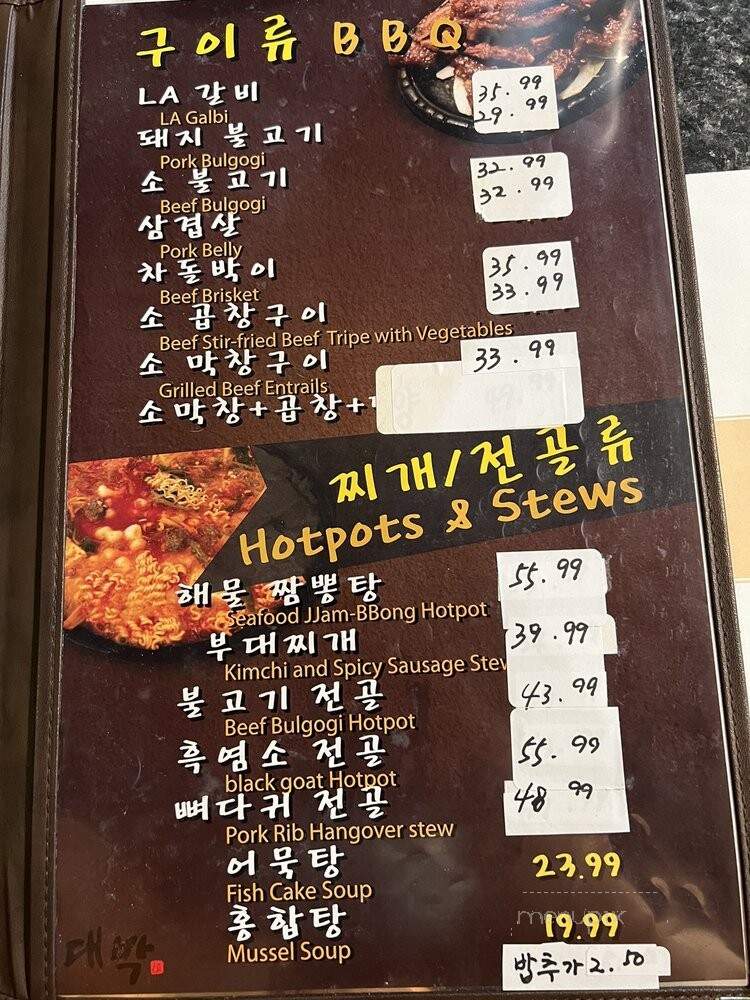 구이류 BBQ
LA 갈비 35.99
LA Galbi 29.99
돼지 불고기
Pork Bulgogi 32.99
소 불고기 32.99
Beef Bulgogi
삼겹살
Pork Belly 35.99
차돌박이 33.99
Beef Brisket
소 곱창구이
Beef Stir-fried Beef Tripe with Vegetables
소 막창구이 33.99
Grilled Beef Entrails
소막창+곱창+
찌개/전골류
Hotpots & Stews
해물 짬뽕탕 55.99
Seafood JJam-BBong Hotpot
부대찌개 39.99
Kimchi and Spicy Sausage Stew
불고기 전골 43.99
Beef Bulgogi Hotpot
흑염소 전골 55.99
black goat Hotpot
뼈다귀 전골 48 99
Pork Rib Hangover stew
어묵탕 23.99
Fish Cake Soup
홍합탕 19.99
Mussel Soup
대박 밥추가 2.50